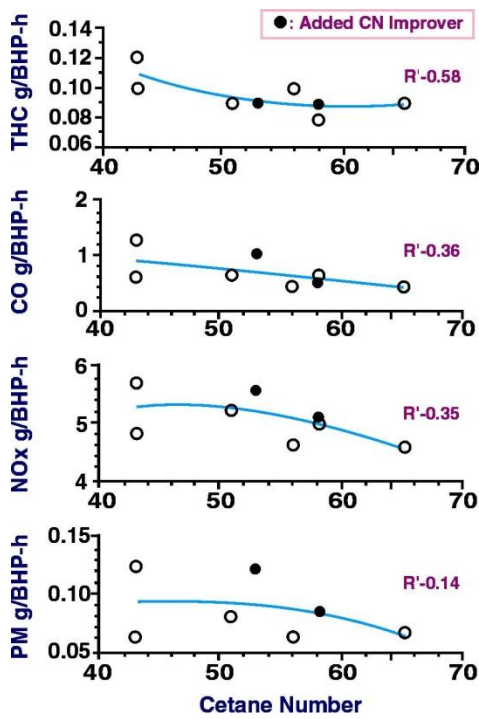 ●: Added CN Improver
THC g/BHP-h
0.14
0.12
0.10
0.08
0.06
R'-0.58
40 50 60 70
CO g/BHP-h
2
1
0
R'-0.36
40 50 60 70
NOx g/BHP-h
6
5
4
R'-0.35
40 50 60 70
PM g/BHP-h
0.15
0.10
0.05
R'-0.14
40 50 60 70
Cetane Number